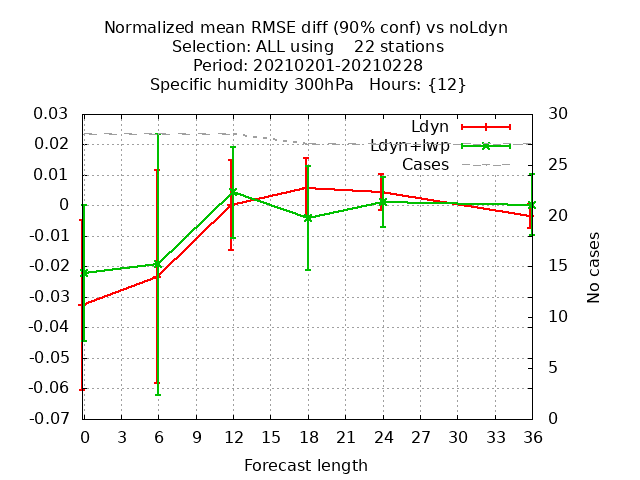 Normalized mean RMSE diff (90% conf) vs noLdyn
Selection: ALL using    22 stations
Period: 20210201-20210228
Specific humidity 300hPa   Hours: {12}
0.03
0.02
0.01
0
-0.01
-0.02
-0.03
-0.04
-0.05
-0.06
-0.07
Ldyn
Ldyn+lwp
Cases
30
25
20
15
10
5
0
No cases
0 3 6 9 12 15 18 21 24 27 30 33 36
Forecast length